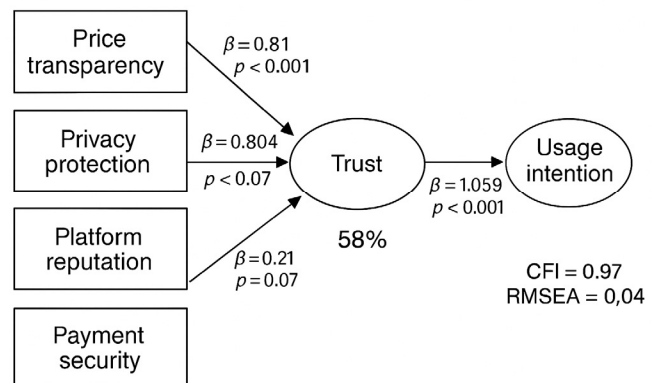 Price
transparency
β = 0.81
p < 0.001
Privacy
protection
β = 0.804
p < 0.07
Trust
β = 1.059
p < 0.001
Usage
intention
Platform
reputation
β = 0.21
p = 0.07
58%
CFI = 0.97
RMSEA = 0,04
Payment
security